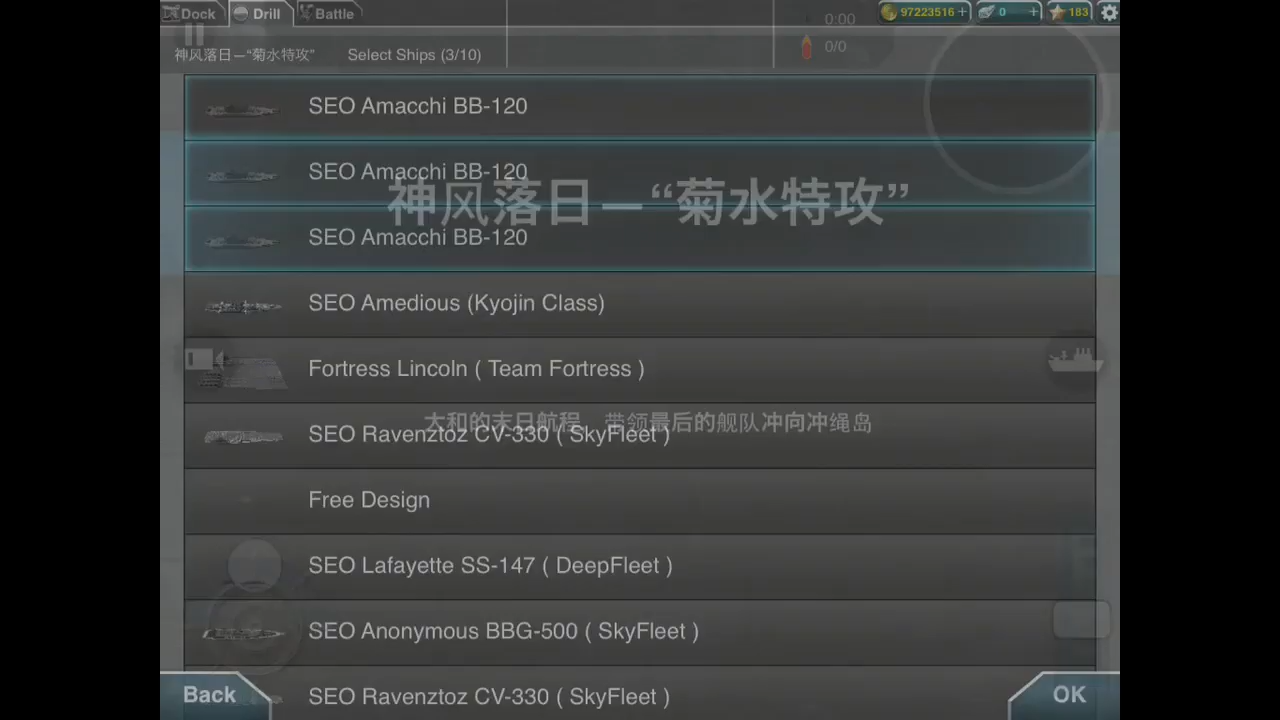 Dock Drill Battle 0:00 97223516 + 0 + 183
神风落日—“菊水特攻” Select Ships (3/10) 0/0
SEO Amacchi BB-120
SEO Amacchi BB-120
神风落日—“菊水特攻”
SEO Amacchi BB-120
SEO Amedious (Kyojin Class)
Fortress Lincoln ( Team Fortress )
大和的末日航程，带领最后的舰队冲向冲绳岛
SEO Ravenztoz CV-330 ( SkyFleet )
Free Design
SEO Lafayette SS-147 ( DeepFleet )
SEO Anonymous BBG-500 ( SkyFleet )
SEO Ravenztoz CV-330 ( SkyFleet )
Back OK